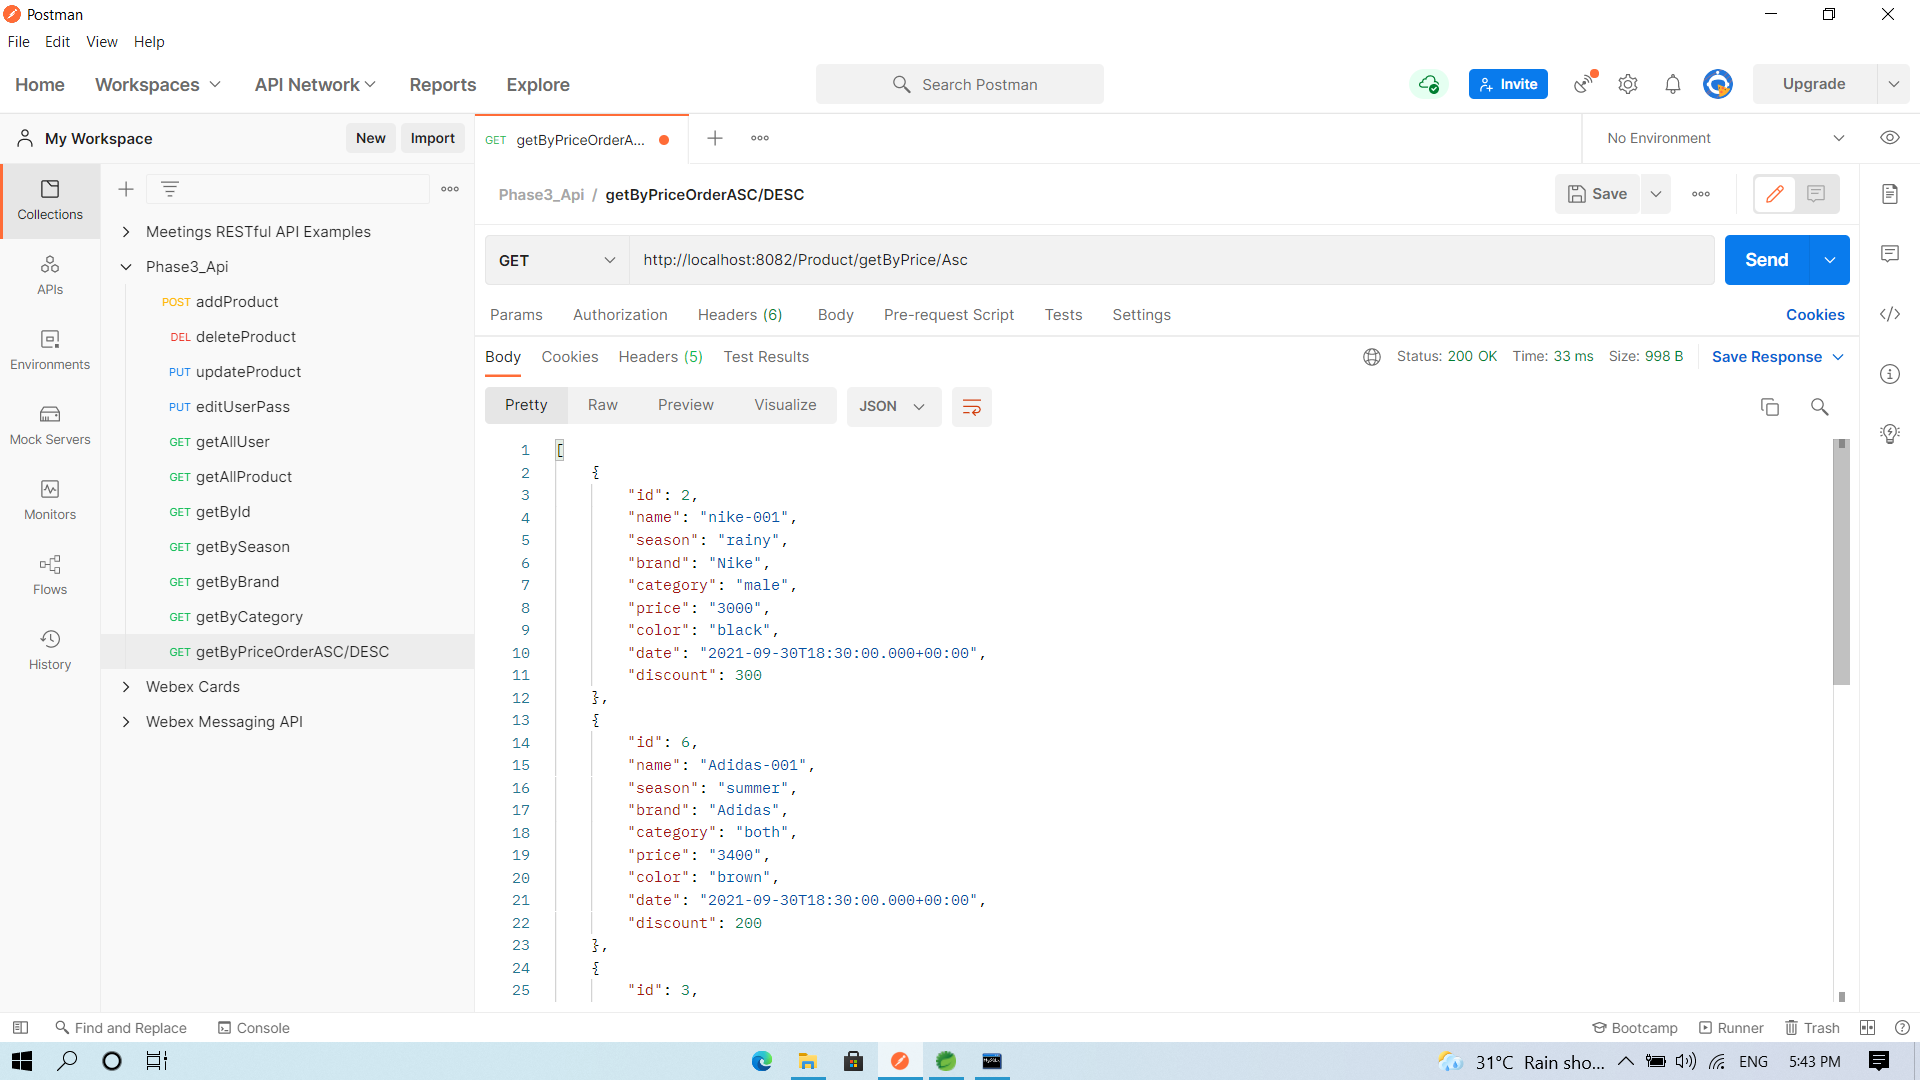 Postman
File Edit View Help
Home Workspaces API Network Reports Explore Search Postman Invite Upgrade
My Workspace New Import
GET getByPriceOrderA... No Environment
Collections
APIs
Environments
Mock Servers
Monitors
Flows
History
Meetings RESTful API Examples
Phase3_Api
POST addProduct
DEL deleteProduct
PUT updateProduct
PUT editUserPass
GET getAllUser
GET getAllProduct
GET getById
GET getBySeason
GET getByBrand
GET getByCategory
GET getByPriceOrderASC/DESC
Webex Cards
Webex Messaging API
Phase3_Api / getByPriceOrderASC/DESC Save
GET http://localhost:8082/Product/getByPrice/Asc Send
Params Authorization Headers (6) Body Pre-request Script Tests Settings Cookies
Body Cookies Headers (5) Test Results Status: 200 OK Time: 33 ms Size: 998 B Save Response
Pretty Raw Preview Visualize JSON
1 [
2 {
3 "id": 2,
4 "name": "nike-001",
5 "season": "rainy",
6 "brand": "Nike",
7 "category": "male",
8 "price": "3000",
9 "color": "black",
10 "date": "2021-09-30T18:30:00.000+00:00",
11 "discount": 300
12 },
13 {
14 "id": 6,
15 "name": "Adidas-001",
16 "season": "summer",
17 "brand": "Adidas",
18 "category": "both",
19 "price": "3400",
20 "color": "brown",
21 "date": "2021-09-30T18:30:00.000+00:00",
22 "discount": 200
23 },
24 {
25 "id": 3,
Find and Replace Console Bootcamp Runner Trash
31°C Rain sho... ENG 5:43 PM